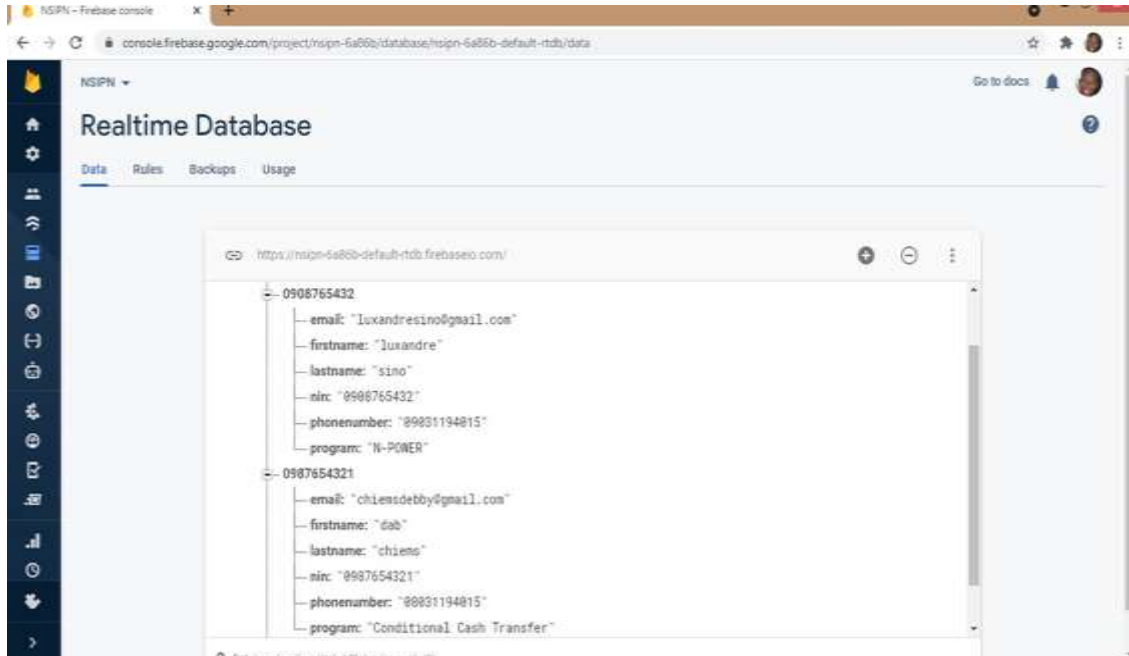 NSIPN – Firebase console
console.firebase.google.com/project/nsipn-6a86b/database/nsipn-6a86b-default-rtdb/data
NSIPN
Go to docs
Realtime Database
Data Rules Backups Usage
https://nsipn-6a86b-default-rtdb.firebaseio.com/
0908765432
email: "luxandresino@gmail.com"
firstname: "luxandre"
lastname: "sino"
nin: "0908765432"
phonenumber: "09031194015"
program: "N-POWER"
0987654321
email: "chiemsdebby@gmail.com"
firstname: "dab"
lastname: "chiems"
nin: "0987654321"
phonenumber: "08031194015"
program: "Conditional Cash Transfer"